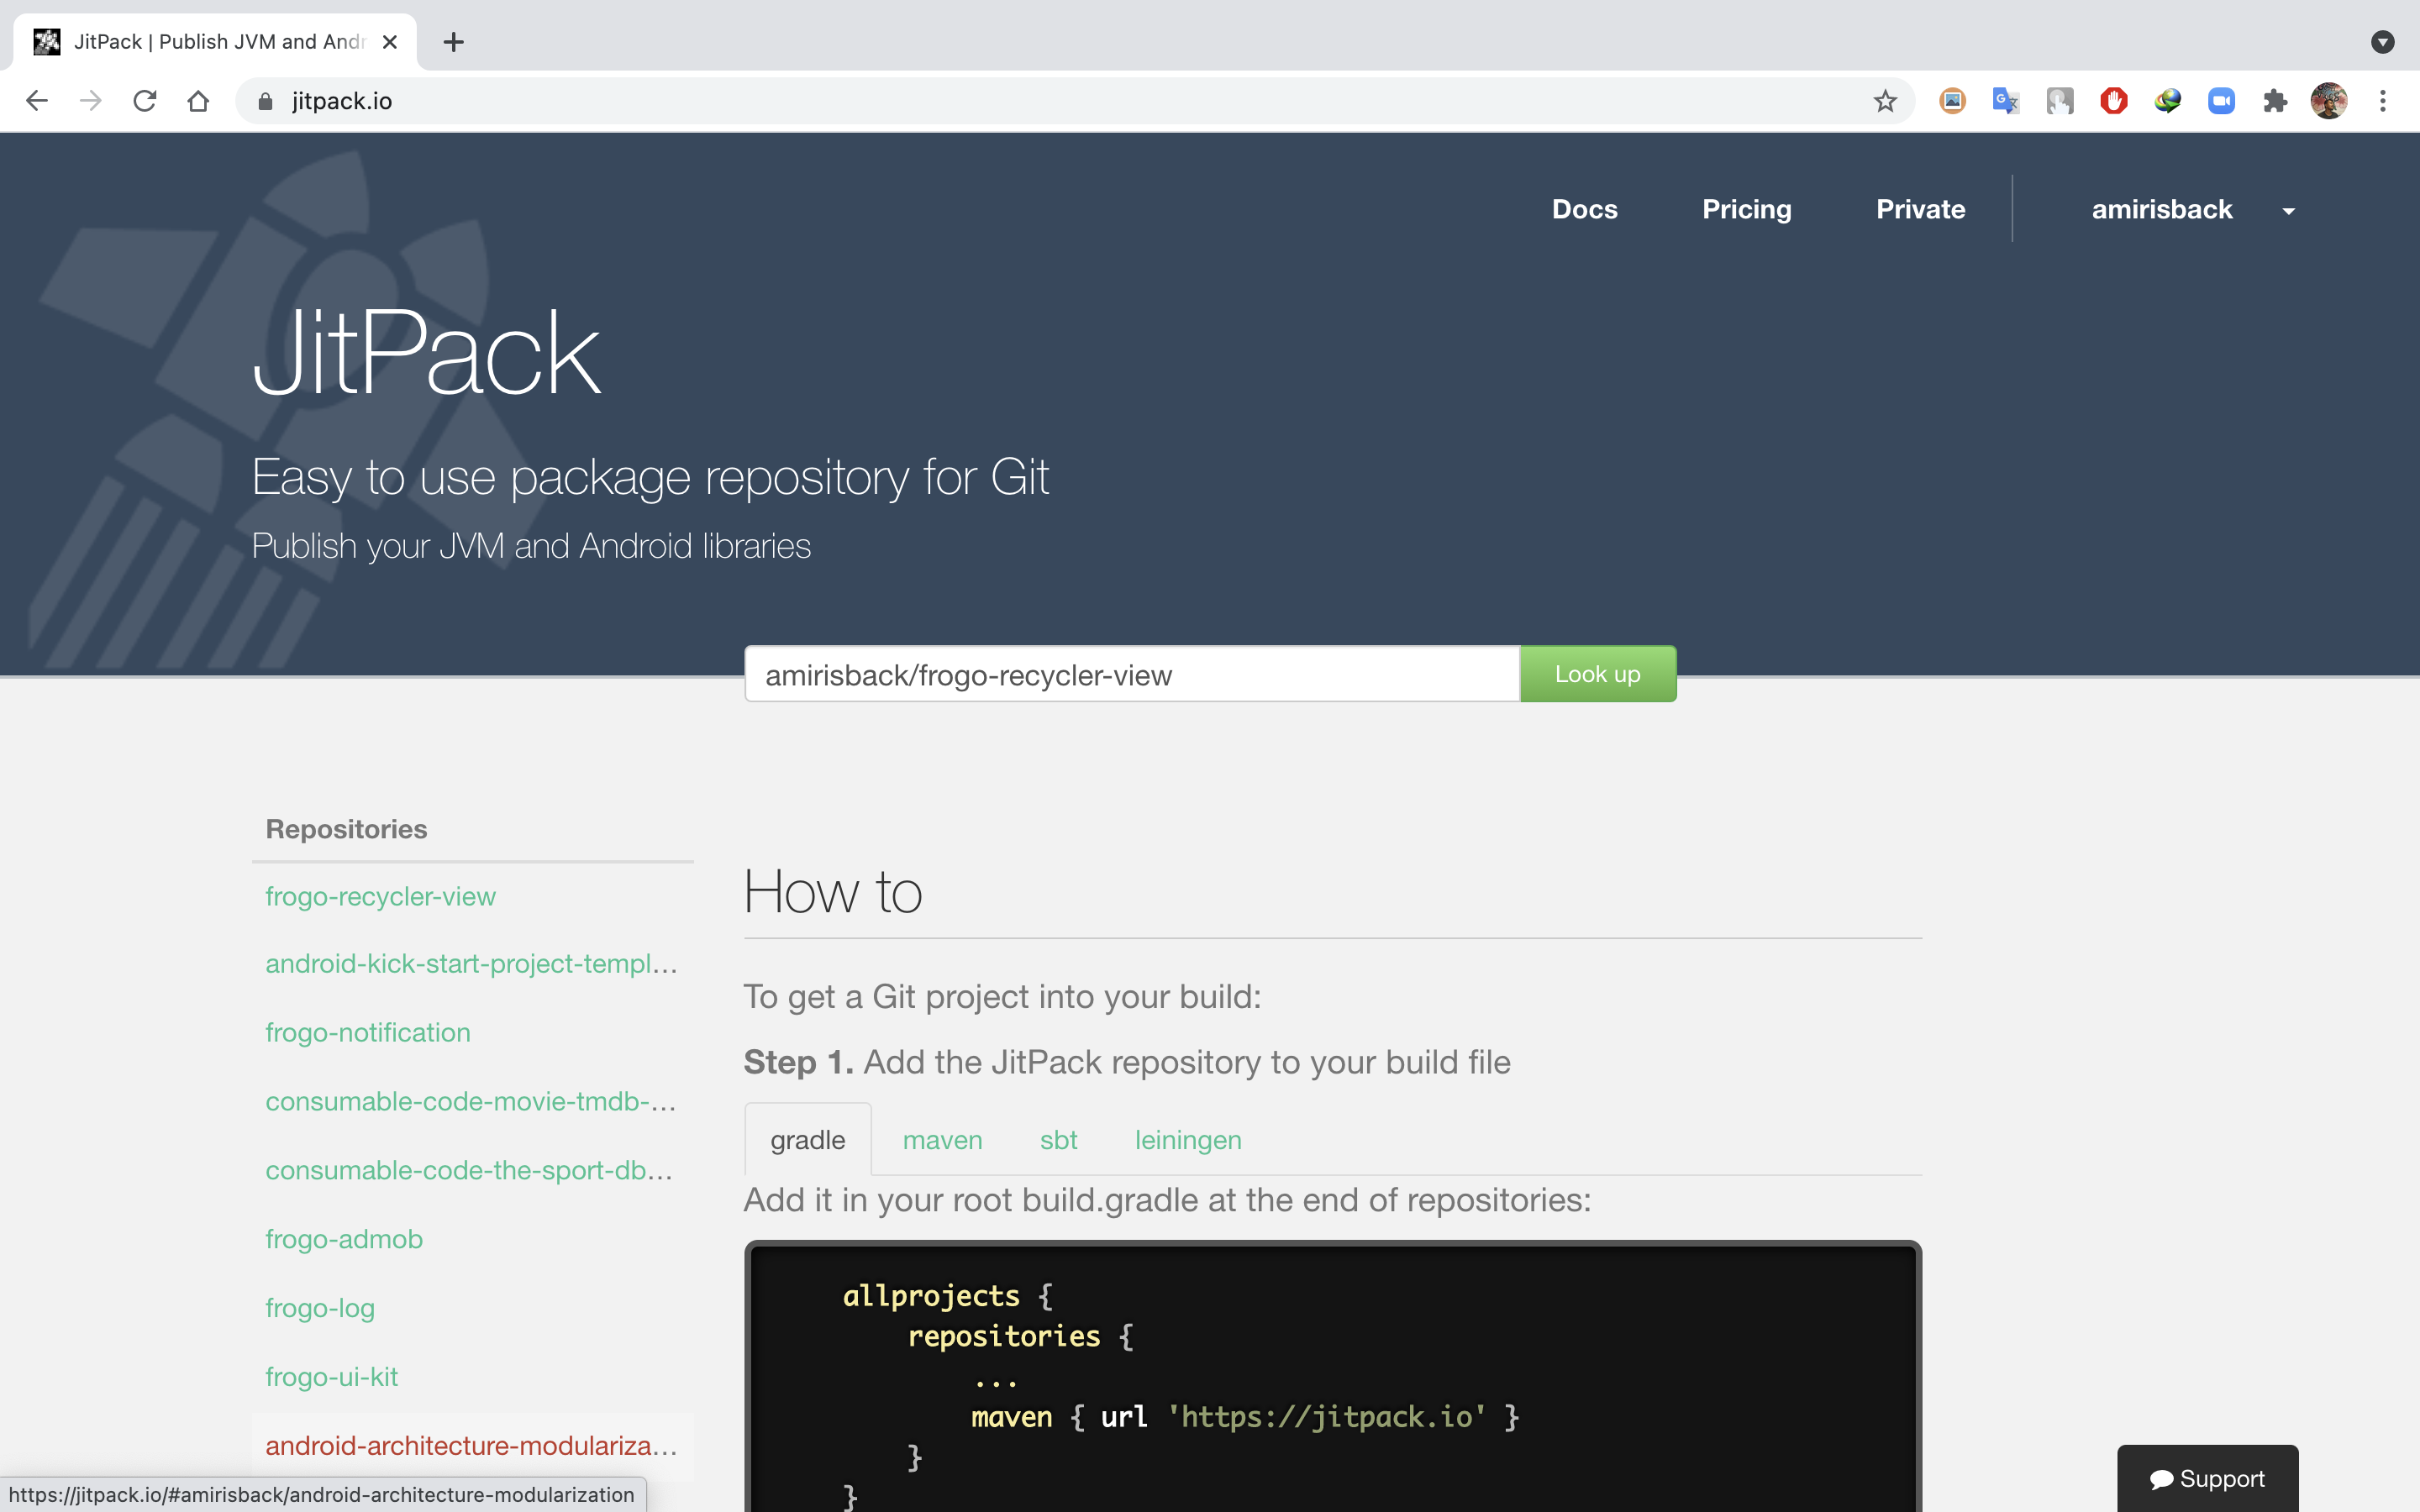 JitPack | Publish JVM and Andr
jitpack.io
Docs
Pricing
Private
amirisback
JitPack
Easy to use package repository for Git
Publish your JVM and Android libraries
amirisback/frogo-recycler-view
Look up
Repositories
frogo-recycler-view
android-kick-start-project-templ...
frogo-notification
consumable-code-movie-tmdb-...
consumable-code-the-sport-db...
frogo-admob
frogo-log
frogo-ui-kit
android-architecture-modulariza...
How to
To get a Git project into your build:
Step 1. Add the JitPack repository to your build file
gradle
maven
sbt
leiningen
Add it in your root build.gradle at the end of repositories:
allprojects {
repositories {
...
maven { url 'https://jitpack.io' }
}
}
Support
https://jitpack.io/#amirisback/android-architecture-modularization